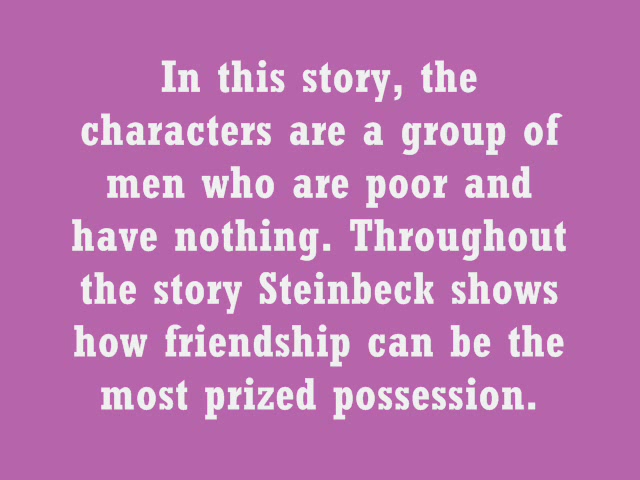 In this story, the
characters are a group of
men who are poor and
have nothing. Throughout
the story Steinbeck shows
how friendship can be the
most prized possession.